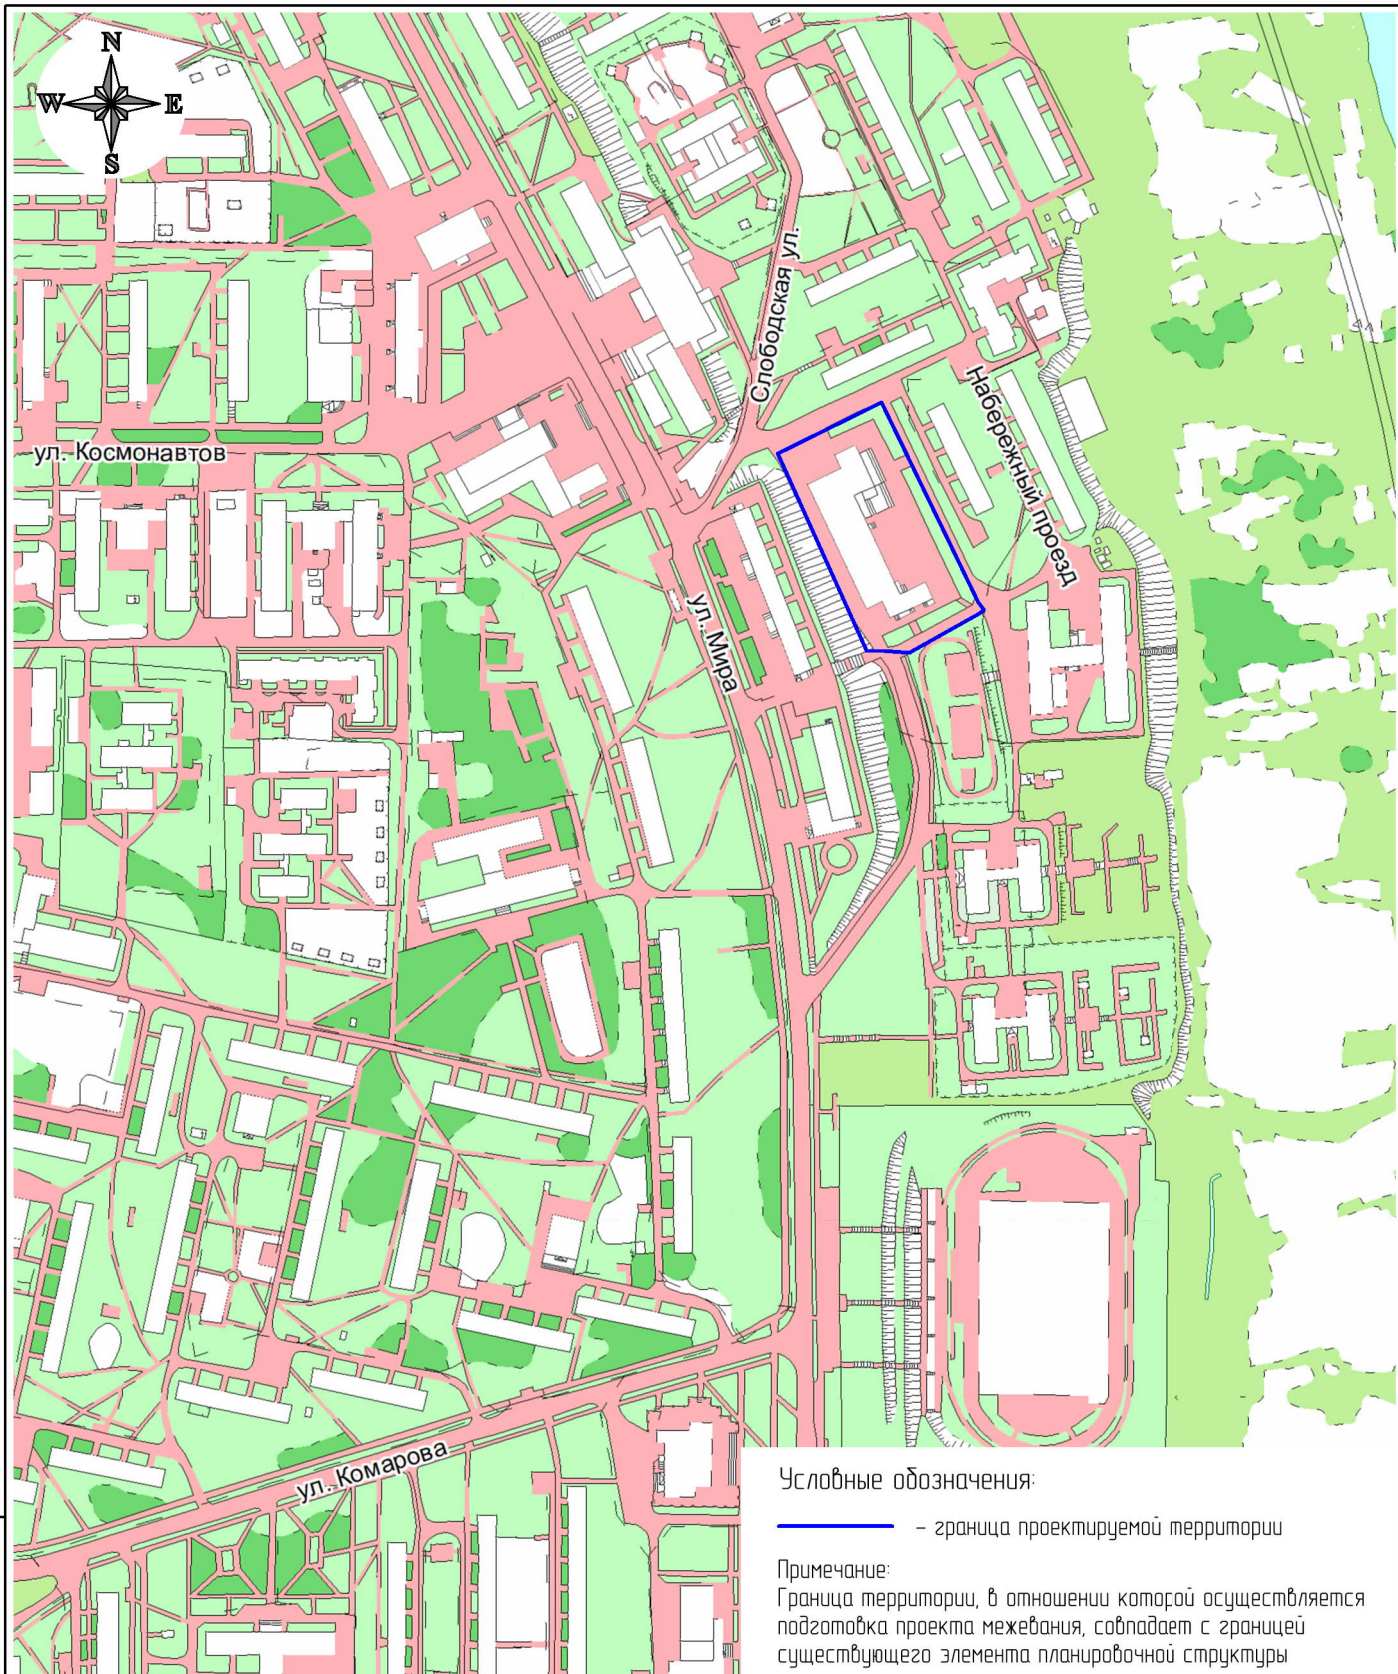 N
W E
S
Слободская ул.
Набережный проезд
ул. Космонавтов
ул. Мира
ул. Комарова
Условные обозначения:
– граница проектируемой территории
Примечание:
Граница территории, в отношении которой осуществляется
подготовка проекта межевания, совпадает с границей
существующего элемента планировочной структуры